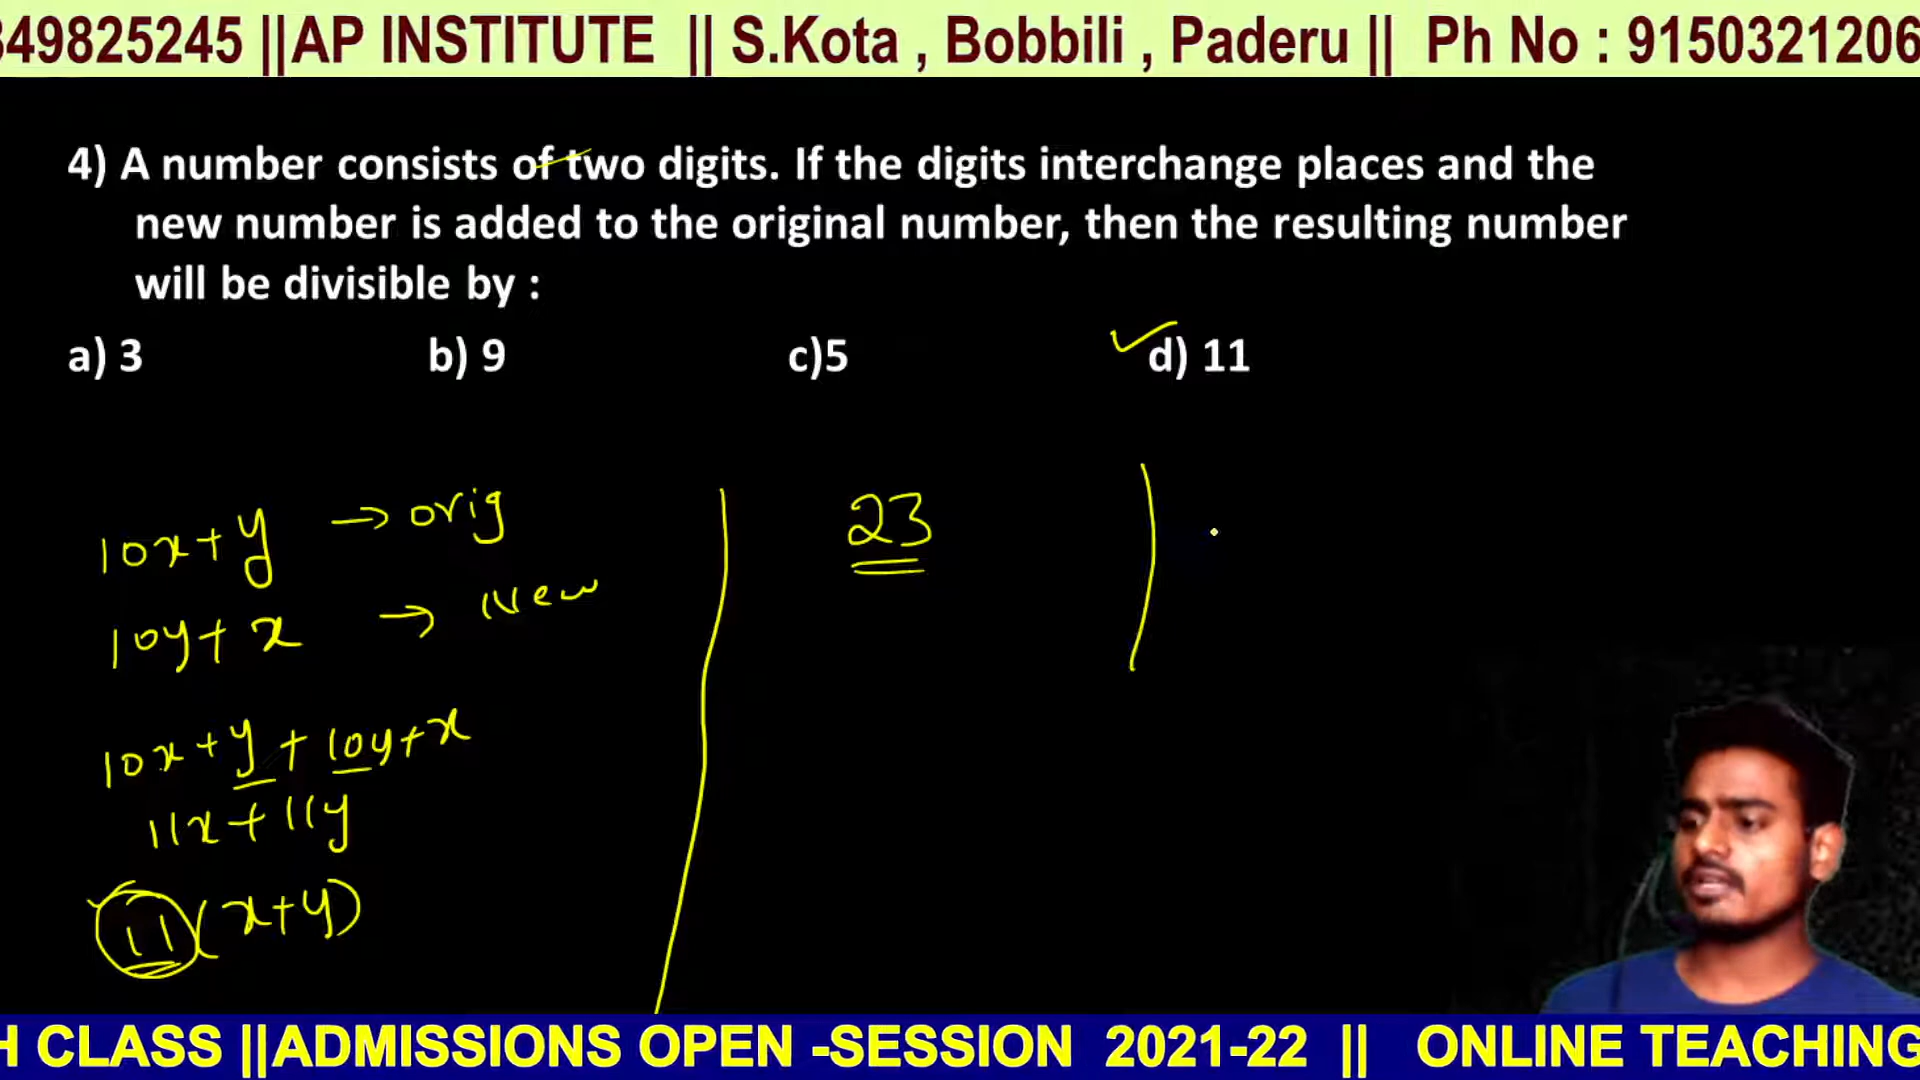 349825245 ||AP INSTITUTE || S.Kota , Bobbili , Paderu || Ph No : 9150321206
4) A number consists of two digits. If the digits interchange places and the
new number is added to the original number, then the resulting number
will be divisible by :
a) 3 b) 9 c)5 d) 11
10x+y → orig
23
10y+x → New
10x+y+10y+x
11x+11y
11(x+y)
H CLASS ||ADMISSIONS OPEN -SESSION 2021-22 || ONLINE TEACHING